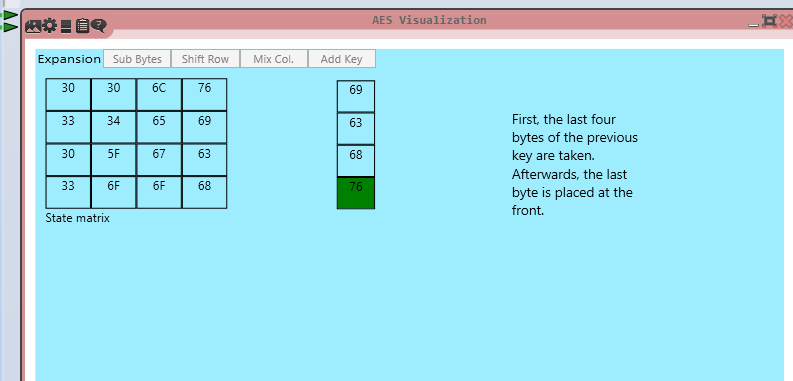 AES Visualization
Expansion Sub Bytes Shift Row Mix Col. Add Key
30 30 6C 76
33 34 65 69
30 5F 67 63
33 6F 6F 68
State matrix
69
63
68
76
First, the last four
bytes of the previous
key are taken.
Afterwards, the last
byte is placed at the
front.